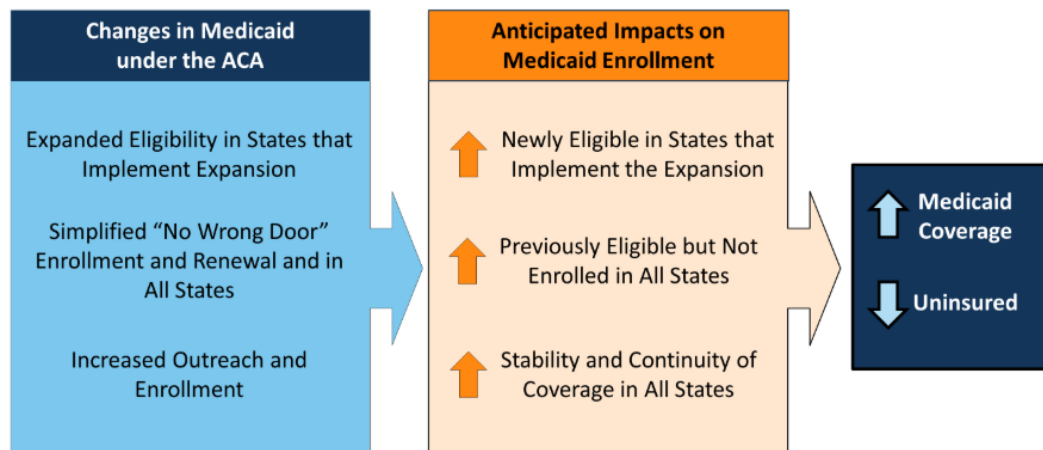 Changes in Medicaid
under the ACA
Expanded Eligibility in States that
Implement Expansion
Simplified “No Wrong Door”
Enrollment and Renewal and in
All States
Increased Outreach and
Enrollment
Anticipated Impacts on
Medicaid Enrollment
Newly Eligible in States that
Implement the Expansion
Previously Eligible but Not
Enrolled in All States
Stability and Continuity of
Coverage in All States
Medicaid
Coverage
Uninsured